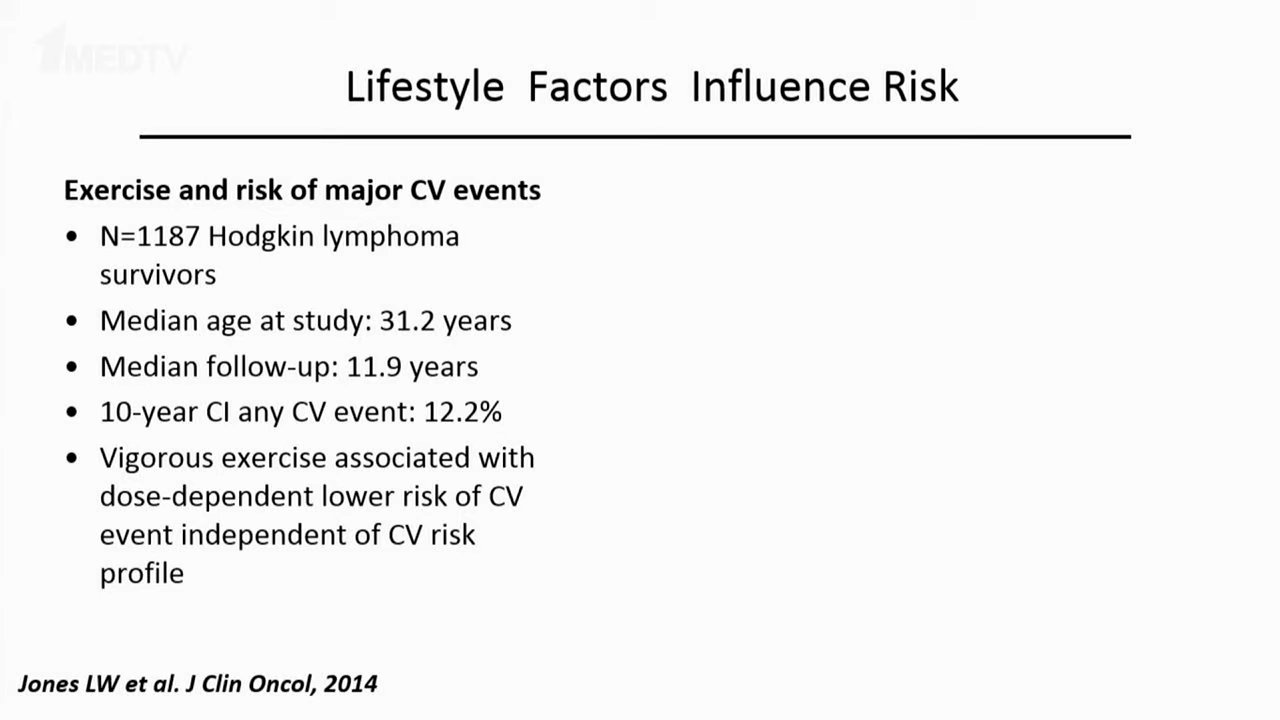 1MEDTV
Lifestyle Factors Influence Risk
Exercise and risk of major CV events
• N=1187 Hodgkin lymphoma
survivors
• Median age at study: 31.2 years
• Median follow-up: 11.9 years
• 10-year CI any CV event: 12.2%
• Vigorous exercise associated with
dose-dependent lower risk of CV
event independent of CV risk
profile
Jones LW et al. J Clin Oncol, 2014